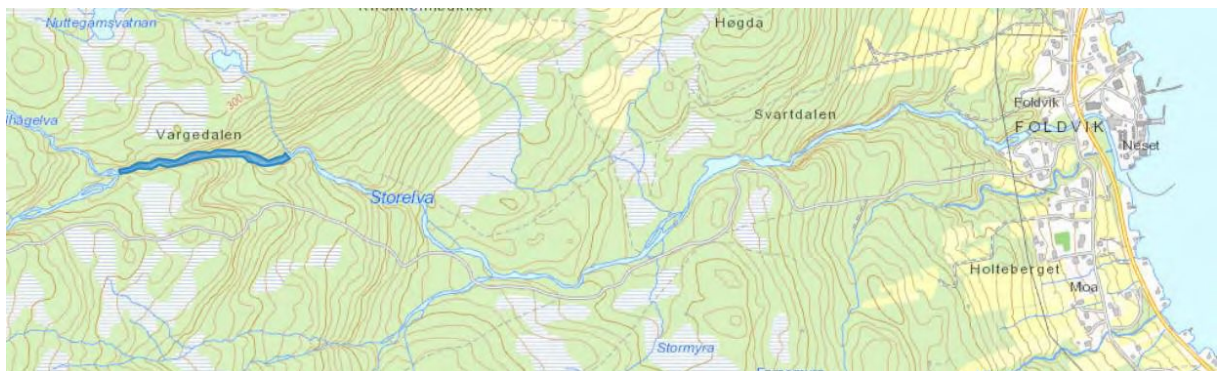 Nuttegamsvatnan
Høgda
300
Svartdalen
Foldvik
FOLDVIK
Neset
Vargedalen
Storelva
Holteberget
Moa
Stormyra